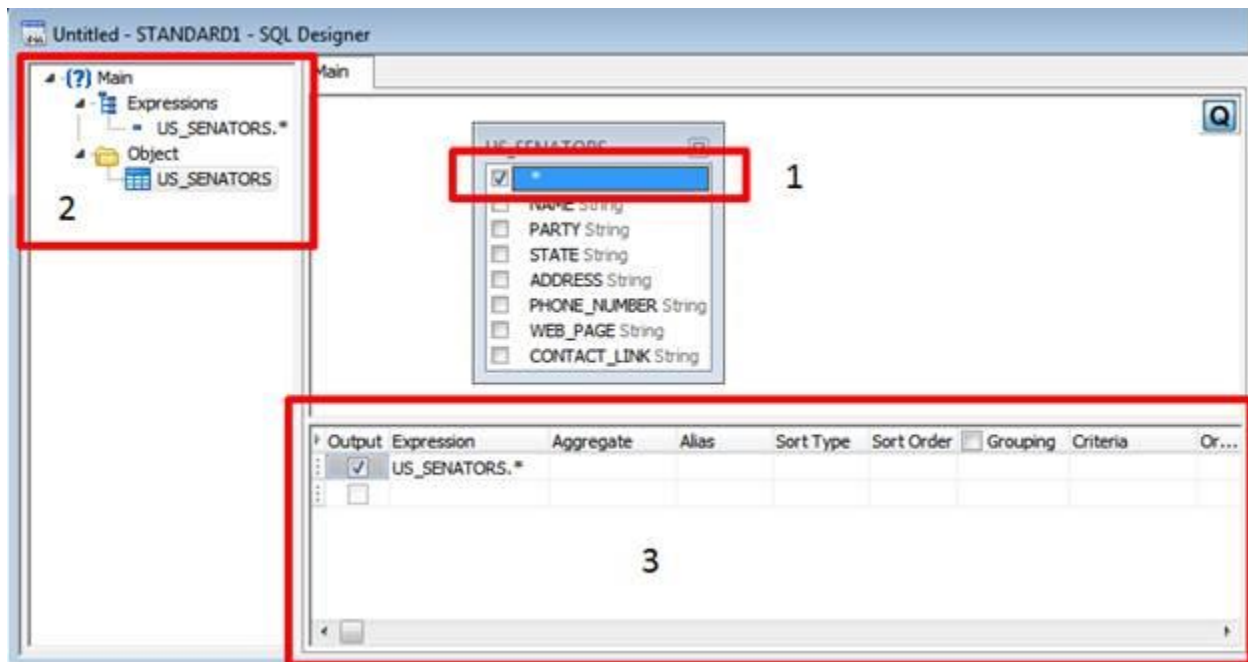 Untitled - STANDARD1 - SQL Designer
(?) Main
Expressions
US_SENATORS.*
Object
US_SENATORS
2
Main
Q
US_SENATORS
*
1
NAME String
PARTY String
STATE String
ADDRESS String
PHONE_NUMBER String
WEB_PAGE String
CONTACT_LINK String
Output Expression Aggregate Alias Sort Type Sort Order Grouping Criteria Or...
US_SENATORS.*
3